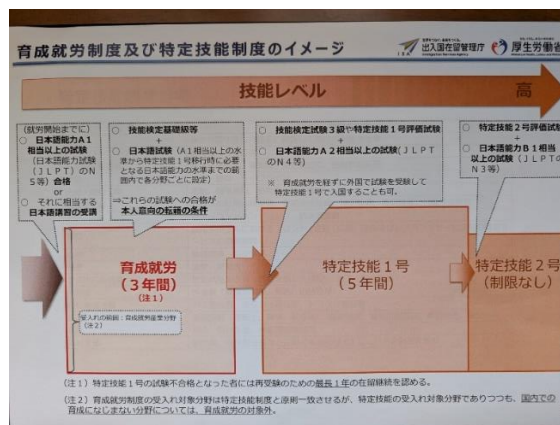 育成就労制度及び特定技能制度のイメージ
出入国在留管理庁
厚生労働省
技能レベル
高
(就労開始までに)
○ 日本語能力A1
相当以上の試験
(日本語能力試験
(JLPT)のN
5等)合格
or
○ それに相当する
日本語講習の受講
○ 技能検定基礎級等
+
○ 日本語試験(A1相当以上の水
準から特定技能1号移行時に必要
となる日本語能力の水準までの範
囲内で各分野ごとに設定)
⇒これらの試験への合格が
本人意向の転籍の条件
○ 技能検定試験3級や特定技能1号評価試験
+
○ 日本語能力A2相当以上の試験(JLPT
のN4等)
※ 育成就労を経ずに外国で試験を受験して
特定技能1号で入国することも可。
○ 特定技能2号評価試験
+
○ 日本語能力B1相当
以上の試験(JLPTの
N3等)
育成就労
(3年間)
(注1)
受入れの範囲:育成就労産業分野
(注2)
特定技能1号
(5年間)
特定技能2号
(制限なし)
(注1)特定技能1号の試験不合格となった者には再受験のための最長1年の在留継続を認める。
(注2)育成就労制度の受入れ対象分野は特定技能制度と原則一致させるが、特定技能の受入れ対象分野でありつつも、国内での
育成になじまない分野については、育成就労の対象外。